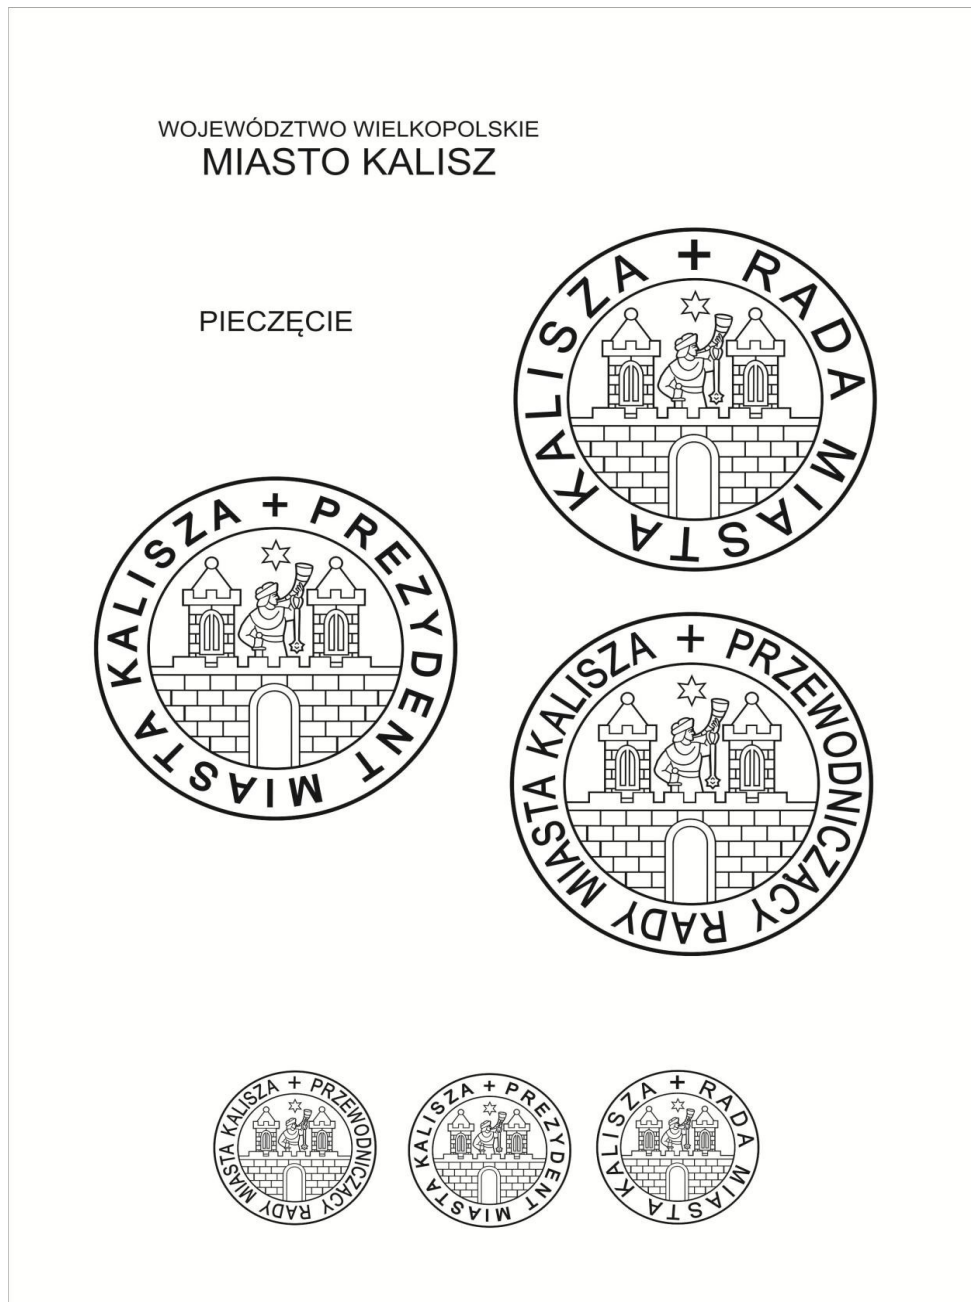 WOJEWÓDZTWO WIELKOPOLSKIE
MIASTO KALISZ
PIECZĘCIE
+ RADA MIASTA KALISZA
+ PREZYDENT MIASTA KALISZA
+ PRZEWODNICZĄCY RADY MIASTA KALISZA
+ PRZEWODNICZĄCY RADY MIASTA KALISZA
+ PREZYDENT MIASTA KALISZA
+ RADA MIASTA KALISZA